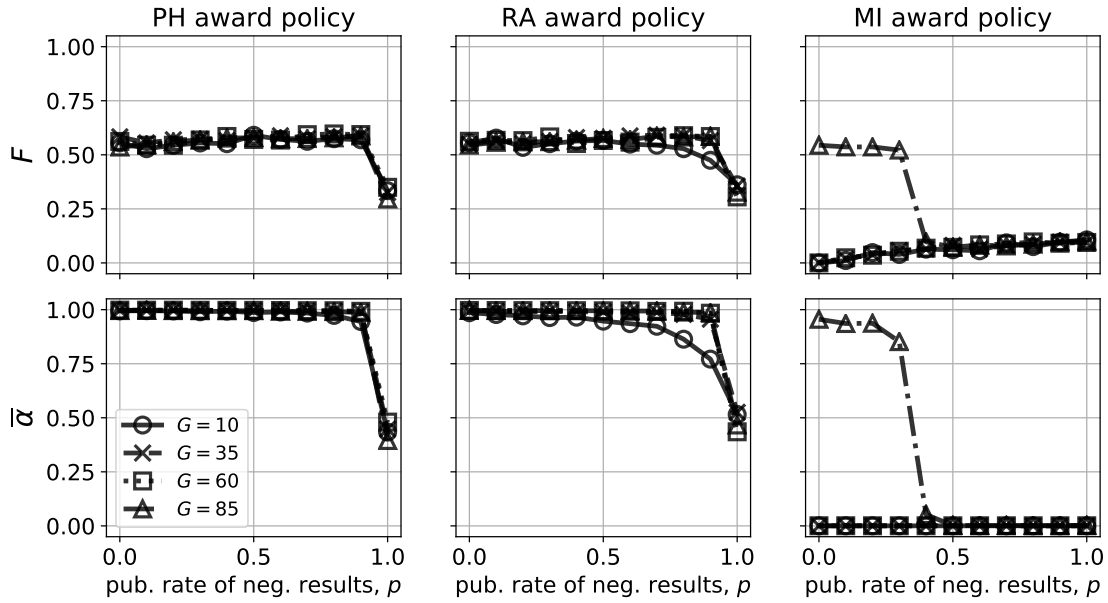 PH award policy
RA award policy
MI award policy
1.00
0.75
0.50
0.25
0.00
F
1.00
0.75
0.50
0.25
0.00
α̅
G = 10
G = 35
G = 60
G = 85
0.0 0.5 1.0
0.0 0.5 1.0
0.0 0.5 1.0
pub. rate of neg. results, p
pub. rate of neg. results, p
pub. rate of neg. results, p